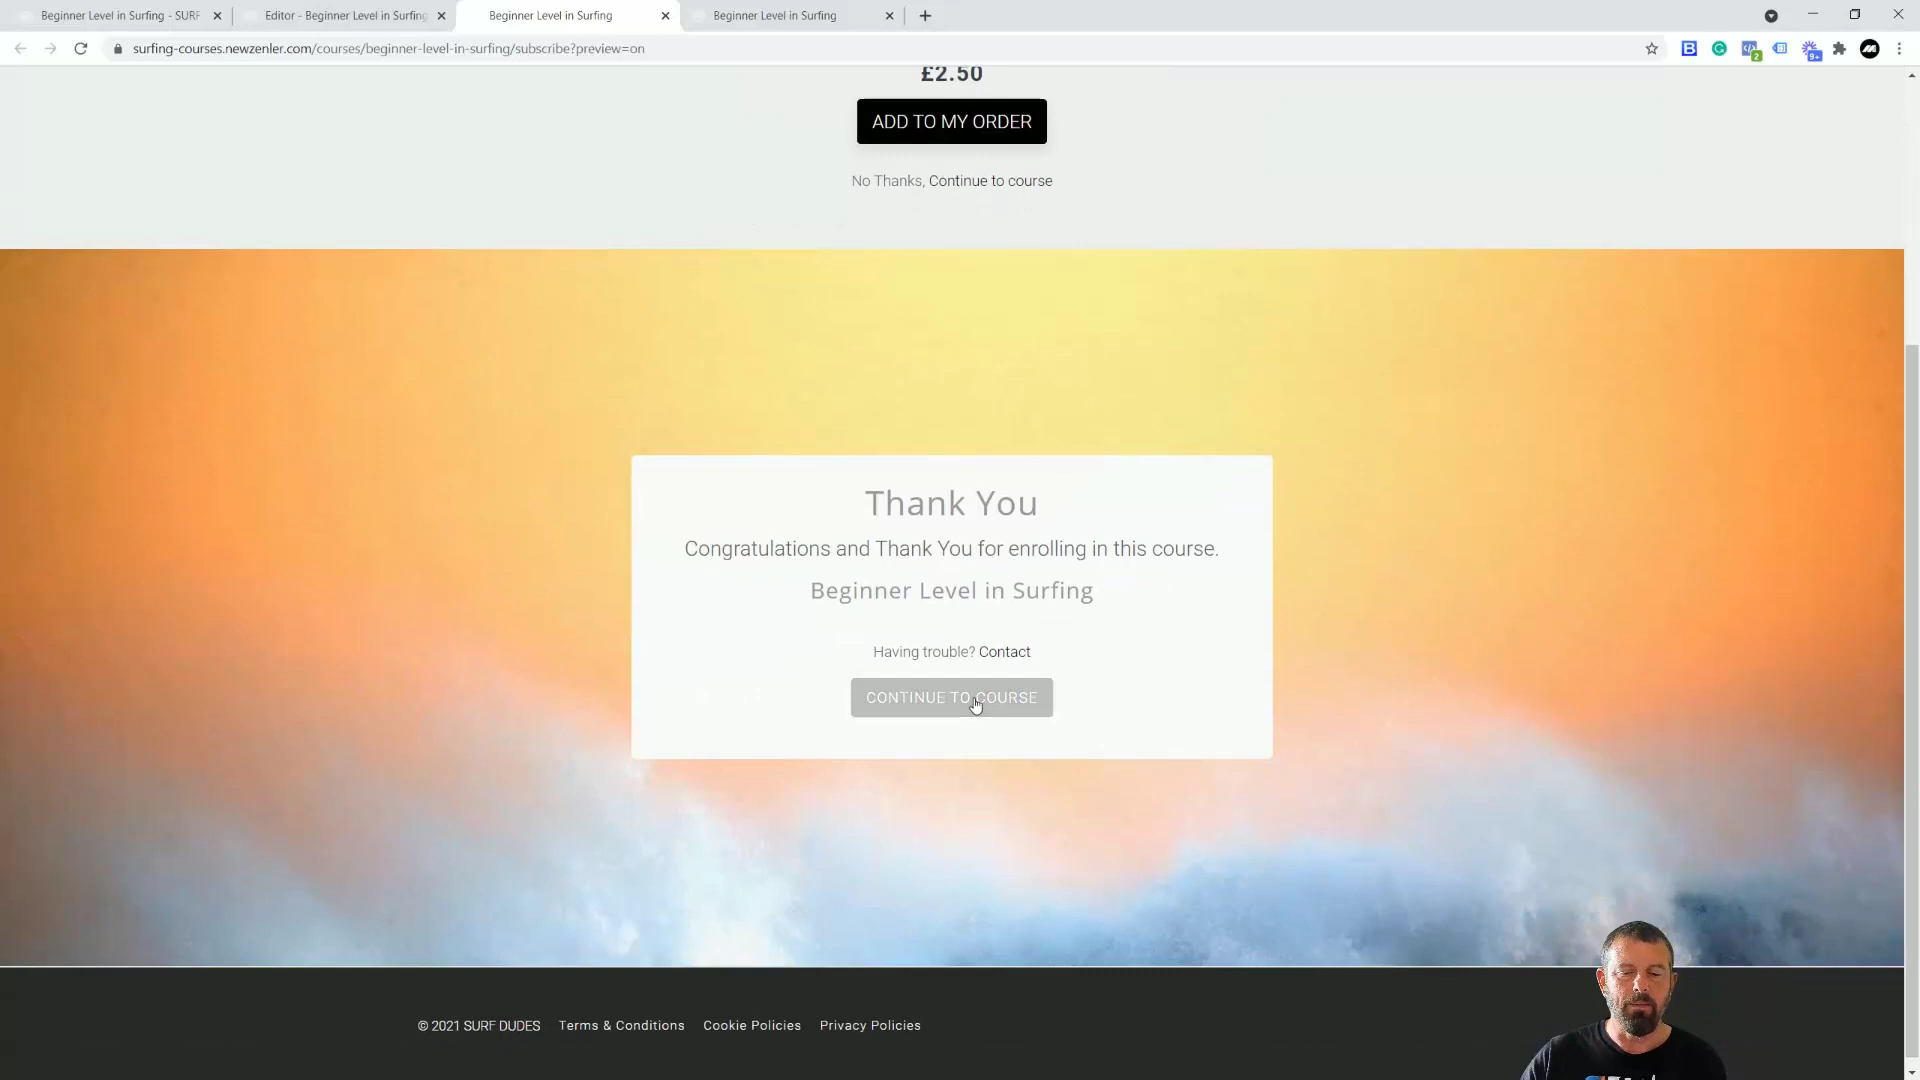 Beginner Level in Surfing - SURF
Editor - Beginner Level in Surfing
Beginner Level in Surfing
Beginner Level in Surfing
surfing-courses.newzenler.com/courses/beginner-level-in-surfing/subscribe?preview=on
2
9+
£2.50
ADD TO MY ORDER
No Thanks, Continue to course
Thank You
Congratulations and Thank You for enrolling in this course.
Beginner Level in Surfing
Having trouble? Contact
CONTINUE TO COURSE
© 2021 SURF DUDES Terms & Conditions Cookie Policies Privacy Policies